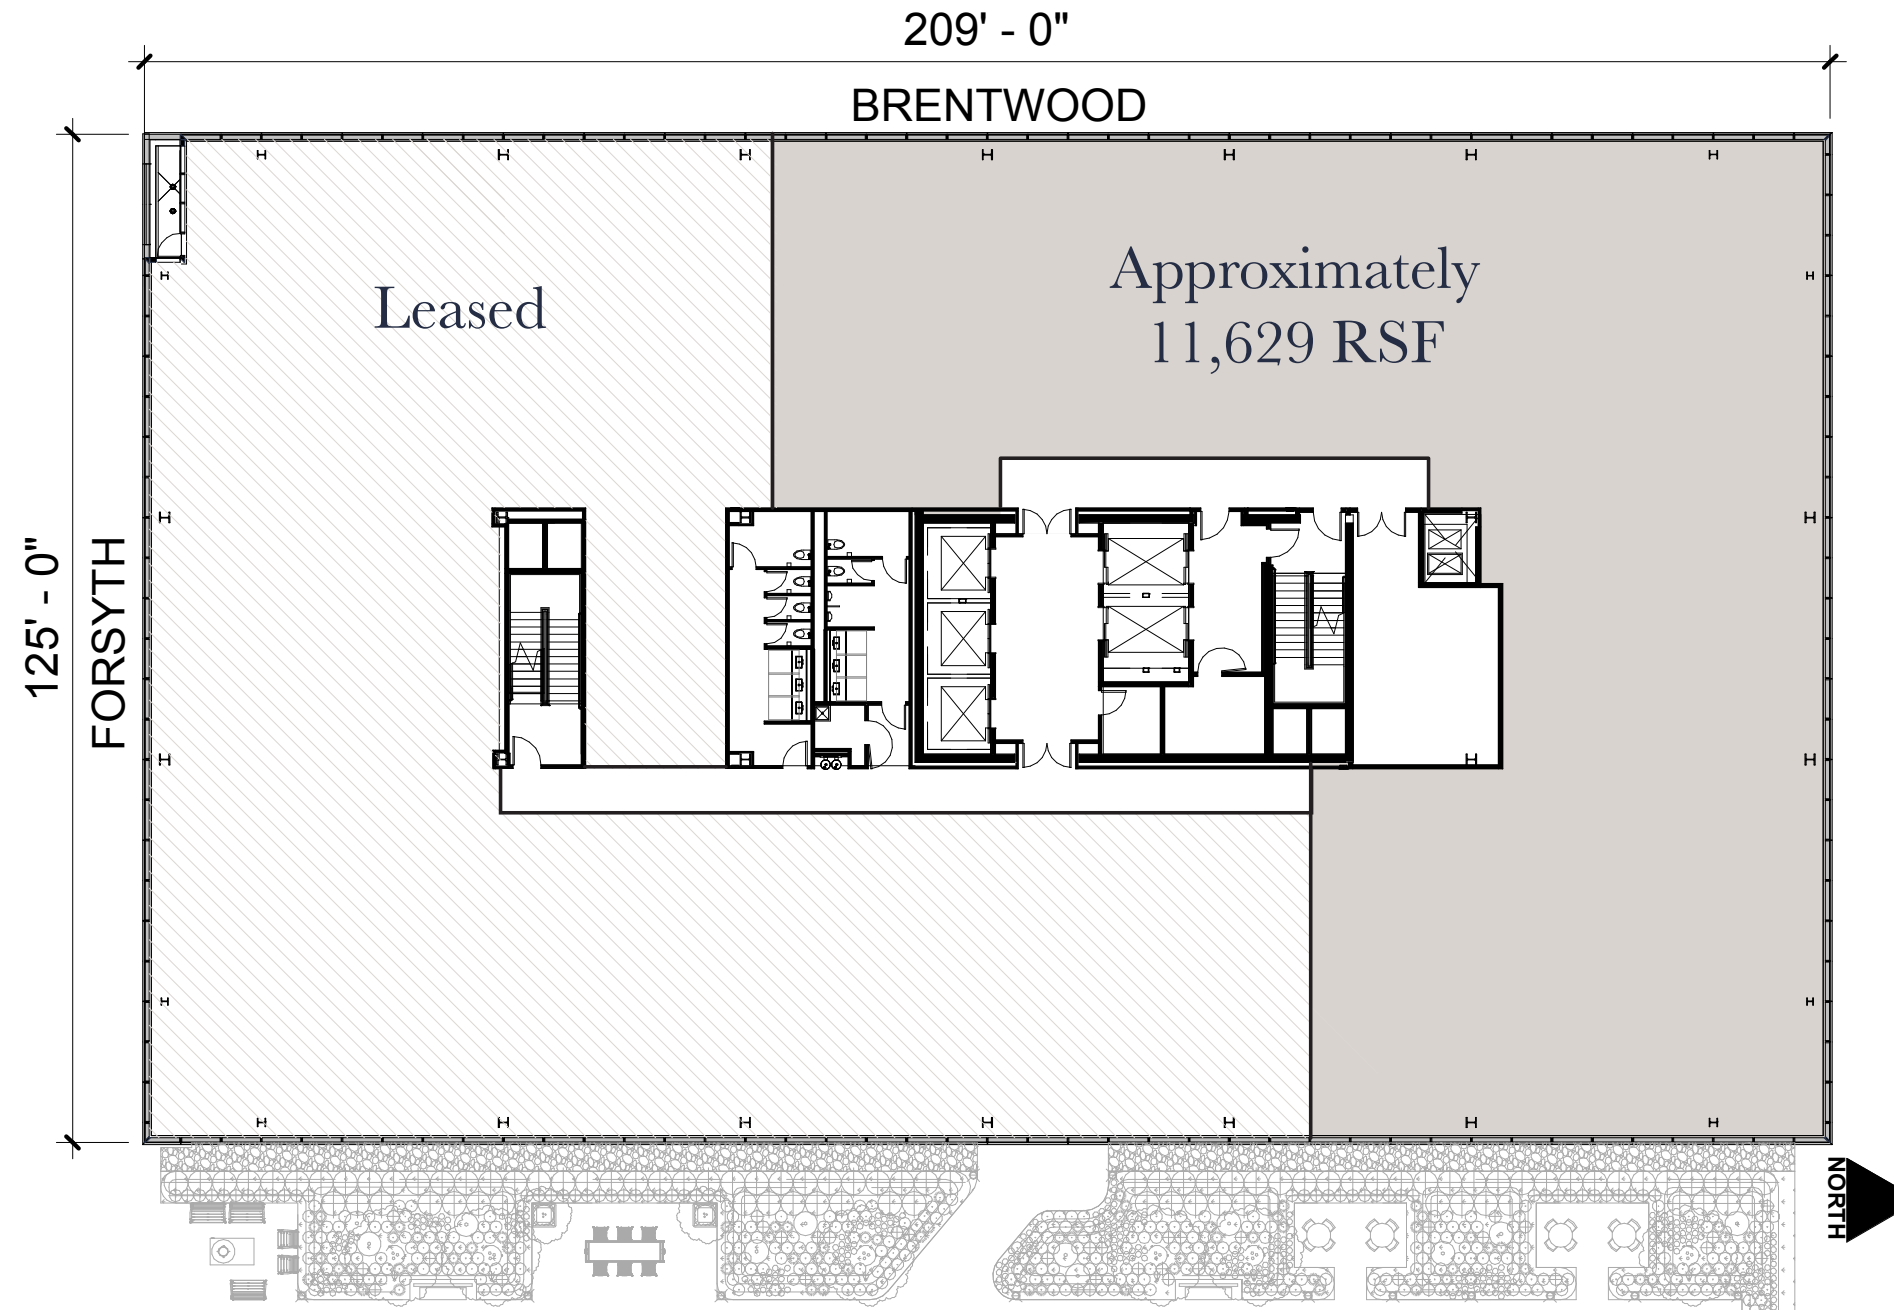 209' - 0"
BRENTWOOD
Leased
Approximately
11,629 RSF
125' - 0"
FORSYTH
NORTH